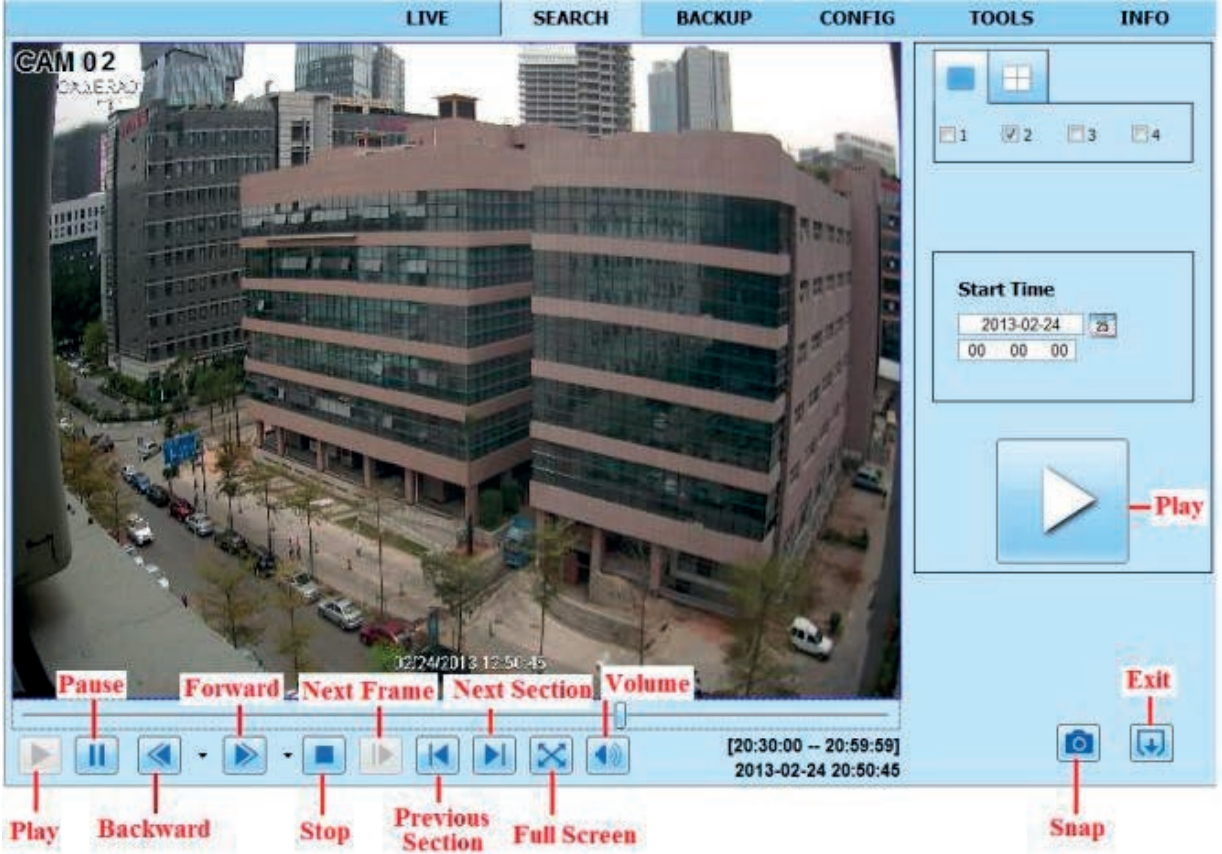 LIVE SEARCH BACKUP CONFIG TOOLS INFO
CAM 02
1 2 3 4
Start Time
2013-02-24 25
00 00 00
Play
02/24/2013 12:50:45
Pause Forward Next Frame Next Section Volume Exit
[20:30:00 -- 20:59:59]
2013-02-24 20:50:45
Play Backward Stop Previous Section Full Screen Snap